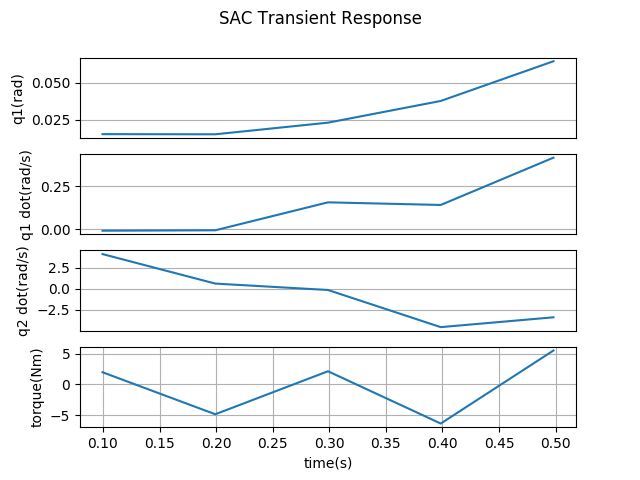 SAC Transient Response
q1(rad)
0.050
0.025
q1 dot(rad/s)
0.25
0.00
q2 dot(rad/s)
2.5
0.0
−2.5
torque(Nm)
5
0
−5
0.10 0.15 0.20 0.25 0.30 0.35 0.40 0.45 0.50
time(s)